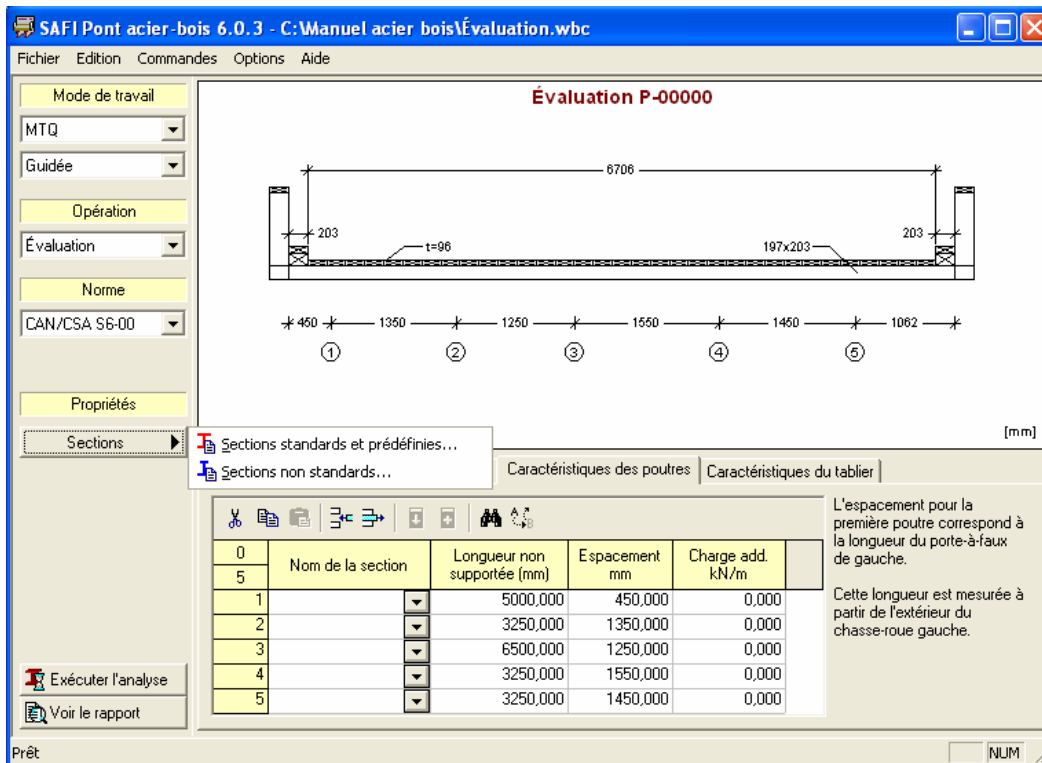 SAFI Pont acier-bois 6.0.3 - C:\Manuel acier bois\Évaluation.wbc
Fichier Edition Commandes Options Aide
Mode de travail
MTQ
Guidée
Opération
Évaluation
Norme
CAN/CSA S6-00
Propriétés
Sections
Sections standards et prédéfinies...
Sections non standards...
Évaluation P-00000
6706
203
t=96
197x203
203
450 1350 1250 1550 1450 1062
1 2 3 4 5
[mm]
Caractéristiques des poutres Caractéristiques du tablier
0
5
Nom de la section
Longueur non supportée (mm)
Espacement mm
Charge add. kN/m
1 5000,000 450,000 0,000
2 3250,000 1350,000 0,000
3 6500,000 1250,000 0,000
4 3250,000 1550,000 0,000
5 3250,000 1450,000 0,000
L'espacement pour la
première poutre correspond à
la longueur du porte-à-faux
de gauche.
Cette longueur est mesurée à
partir de l'extérieur du
chasse-roue gauche.
Exécuter l'analyse
Voir le rapport
Prêt
NUM